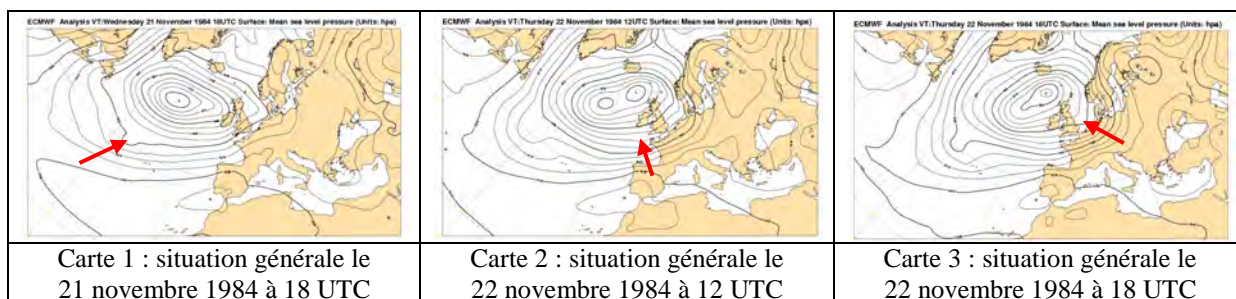 ECMWF Analysis VT:Wednesday 21 November 1984 18UTC Surface: Mean sea level pressure (Units: hpa)
ECMWF Analysis VT:Thursday 22 November 1984 12UTC Surface: Mean sea level pressure (Units: hpa)
ECMWF Analysis VT:Thursday 22 November 1984 18UTC Surface: Mean sea level pressure (Units: hpa)
Carte 1 : situation générale le
21 novembre 1984 à 18 UTC
Carte 2 : situation générale le
22 novembre 1984 à 12 UTC
Carte 3 : situation générale le
22 novembre 1984 à 18 UTC